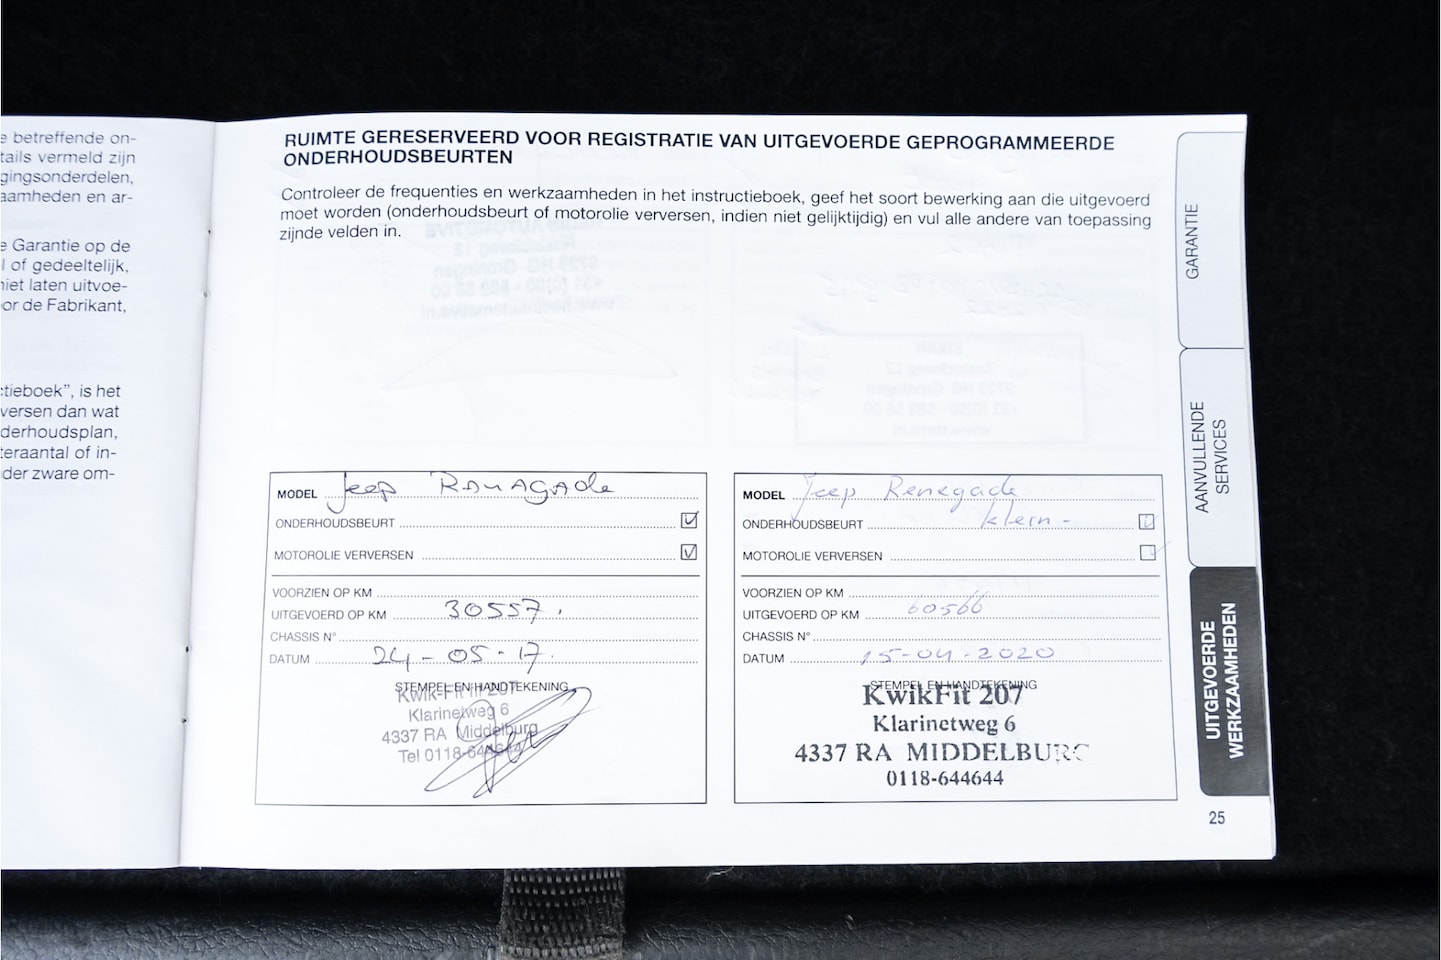 e betreffende on-
tails vermeld zijn
gingsonderdelen,
aamheden en ar-
e Garantie op de
l of gedeeltelijk,
niet laten uitvoe-
or de Fabrikant,
ctieboek”, is het
versen dan wat
derhoudsplan,
teraantal of in-
der zware om-
RUIMTE GERESERVEERD VOOR REGISTRATIE VAN UITGEVOERDE GEPROGRAMMEERDE
ONDERHOUDSBEURTEN
Controleer de frequenties en werkzaamheden in het instructieboek, geef het soort bewerking aan die uitgevoerd
moet worden (onderhoudsbeurt of motorolie verversen, indien niet gelijktijdig) en vul alle andere van toepassing
zijnde velden in.
MODEL Jeep RANAGADe
ONDERHOUDSBEURT
MOTOROLIE VERVERSEN
VOORZIEN OP KM
UITGEVOERD OP KM 30557.
CHASSIS N°
DATUM 24-05-17.
STEMPEL EN HANDTEKENING
Kwik-Fit 207
Klarinetweg 6
4337 RA Middelburg
Tel 0118-644644
MODEL Jeep Renegade
ONDERHOUDSBEURT klein-
MOTOROLIE VERVERSEN
VOORZIEN OP KM
UITGEVOERD OP KM 60566
CHASSIS N°
DATUM 15-04-2020
STEMPEL EN HANDTEKENING
KwikFit 207
Klarinetweg 6
4337 RA MIDDELBURG
0118-644644
GARANTIE
AANVULLENDE
SERVICES
UITGEVOERDE
WERKZAAMHEDEN
25